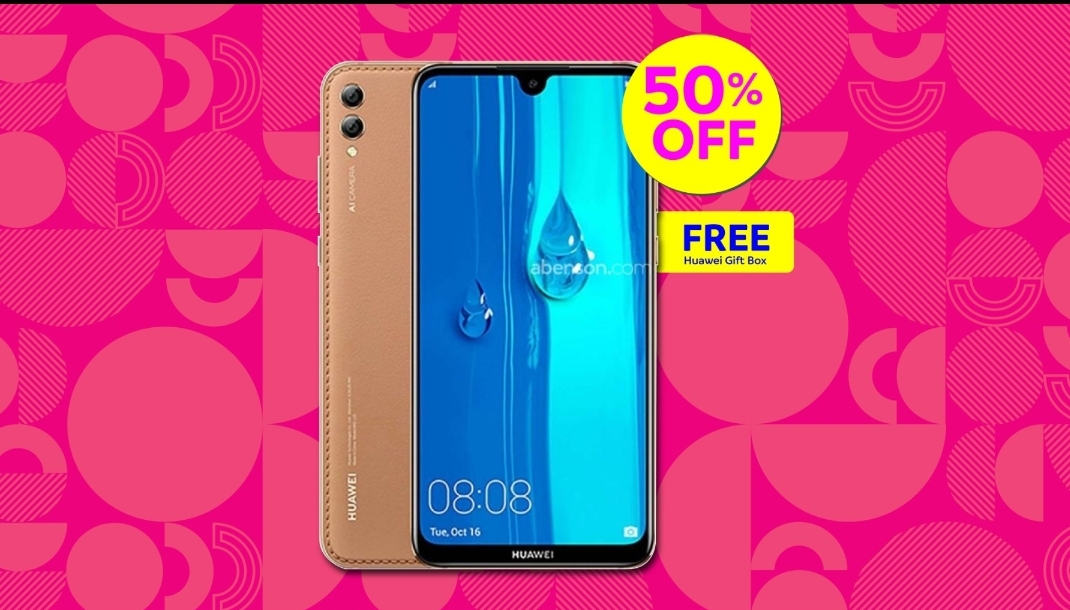 50%
OFF
FREE
Huawei Gift Box
abenson.com
AI CAMERA
HUAWEI
08:08
Tue, Oct 16
HUAWEI